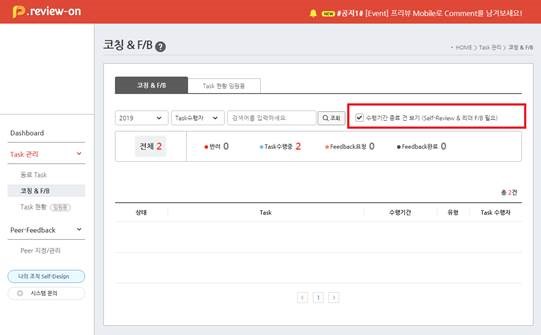 P.review-on
NEW #공지1# [Event] 프리뷰 Mobile로 Comment를 남겨보세요!
코칭 & F/B ?
HOME > Task 관리 > 코칭 & F/B
코칭 & F/B
Task 현황 임원용
2019 Task수행자 검색어를 입력하세요 조회 수행기간 종료 건 보기 (Self-Review & 리더 F/B 필요)
전체 2 반려 0 Task수행중 2 Feedback요청 0 Feedback완료 0
총 2건
상태 Task 수행기간 유형 Task 수행자
< 1 >
Dashboard
Task 관리
동료 Task
코칭 & F/B
Task 현황 임원용
Peer-Feedback
Peer 지정/관리
나의 조직 Self-Design
시스템 문의